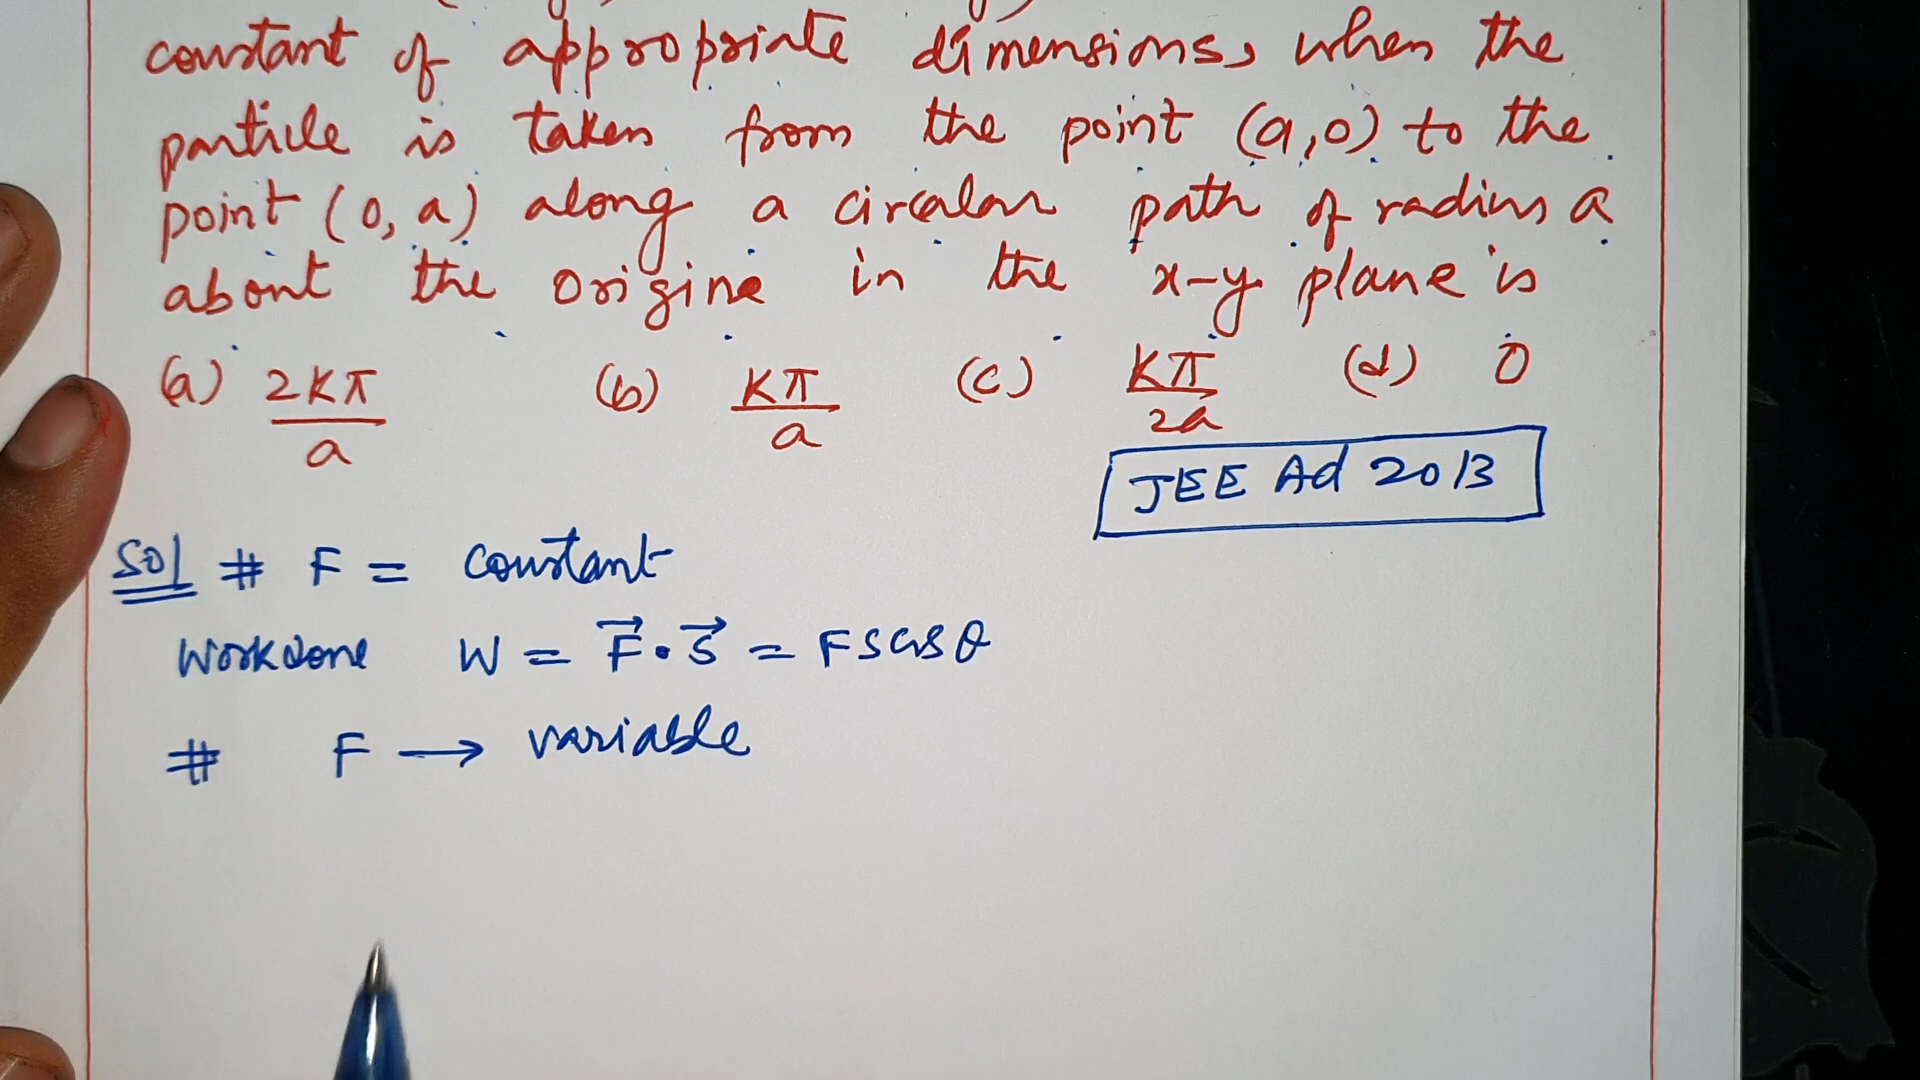 constant of appropriate dimensions, when the
particle is taken from the point (a,0) to the
point (0,a) along a circular path of radius a
about the origine in the x-y plane is
(a) 2Kπ/a (b) Kπ/a (c) Kπ/2a (d) 0
JEE Ad 2013
Sol # F = constant
Workdone W = F⃗ . S⃗ = F S cos θ
# F → variable